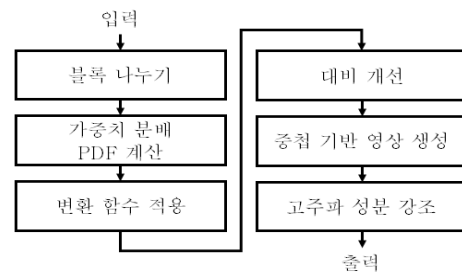 입력
블록 나누기
가중치 분배
PDF 계산
변환 함수 적용
대비 개선
중첩 기반 영상 생성
고주파 성분 강조
출력